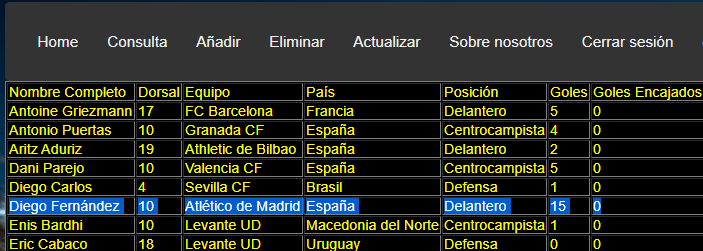 Home Consulta Añadir Eliminar Actualizar Sobre nosotros Cerrar sesión
Nombre Completo Dorsal Equipo País Posición Goles Goles Encajados
Antoine Griezmann 17 FC Barcelona Francia Delantero 5 0
Antonio Puertas 10 Granada CF España Centrocampista 4 0
Aritz Aduriz 19 Athletic de Bilbao España Delantero 2 0
Dani Parejo 10 Valencia CF España Centrocampista 5 0
Diego Carlos 4 Sevilla CF Brasil Defensa 1 0
Diego Fernández 10 Atlético de Madrid España Delantero 15 0
Enis Bardhi 10 Levante UD Macedonia del Norte Centrocampista 1 0
Eric Cabaco 18 Levante UD Uruguay Defensa 0 0